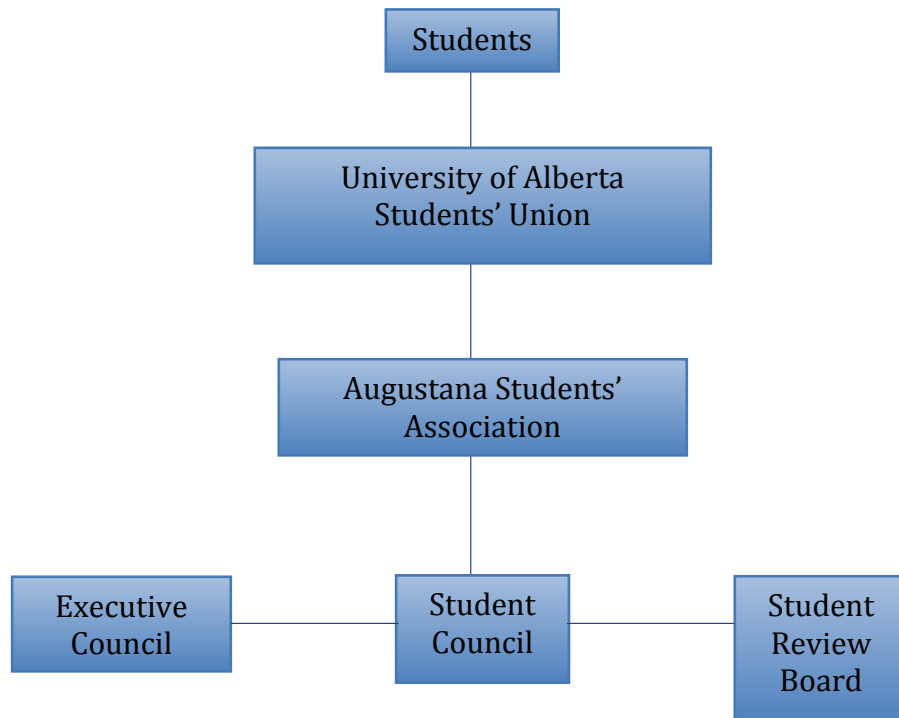 Students
University of Alberta
Students’ Union
Augustana Students’
Association
Executive
Council
Student
Council
Student
Review
Board